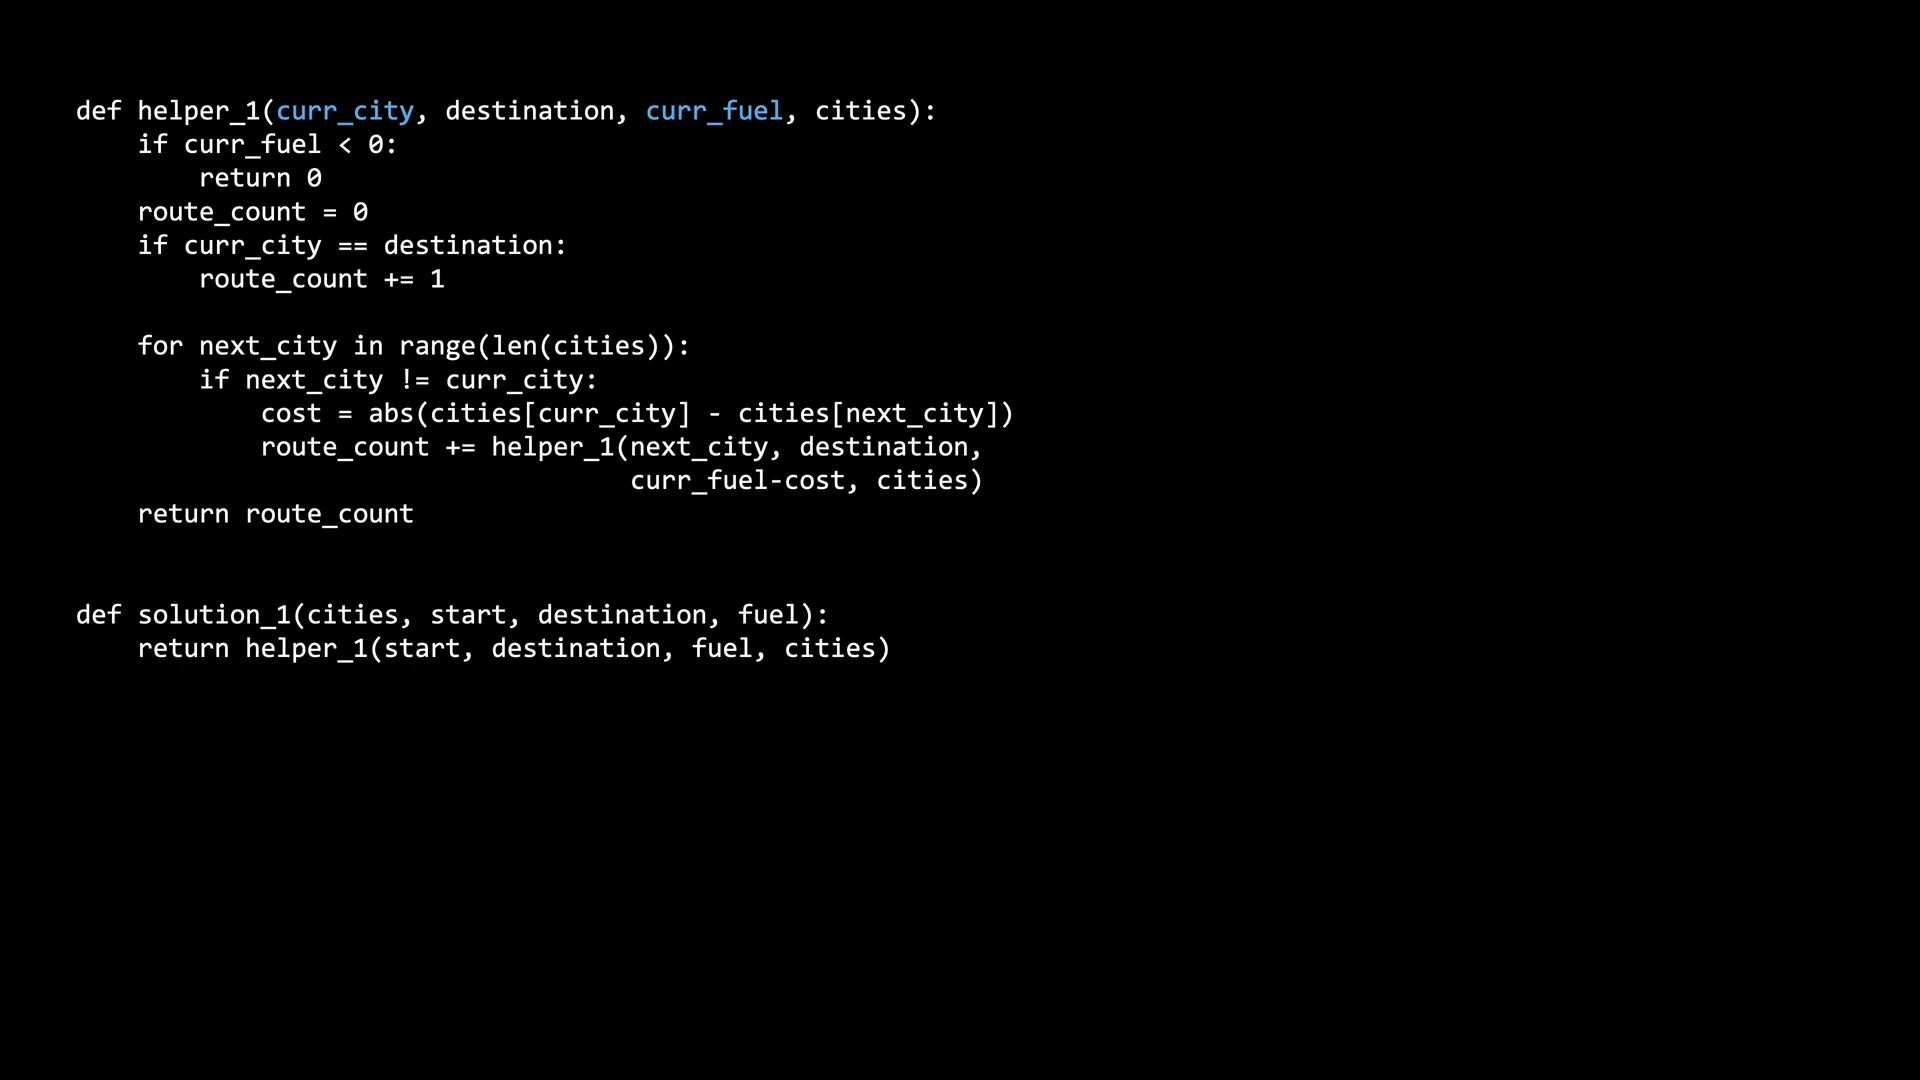 def helper_1(curr_city, destination, curr_fuel, cities):
    if curr_fuel < 0:
        return 0
    route_count = 0
    if curr_city == destination:
        route_count += 1

    for next_city in range(len(cities)):
        if next_city != curr_city:
            cost = abs(cities[curr_city] - cities[next_city])
            route_count += helper_1(next_city, destination,
                                    curr_fuel-cost, cities)
    return route_count


def solution_1(cities, start, destination, fuel):
    return helper_1(start, destination, fuel, cities)